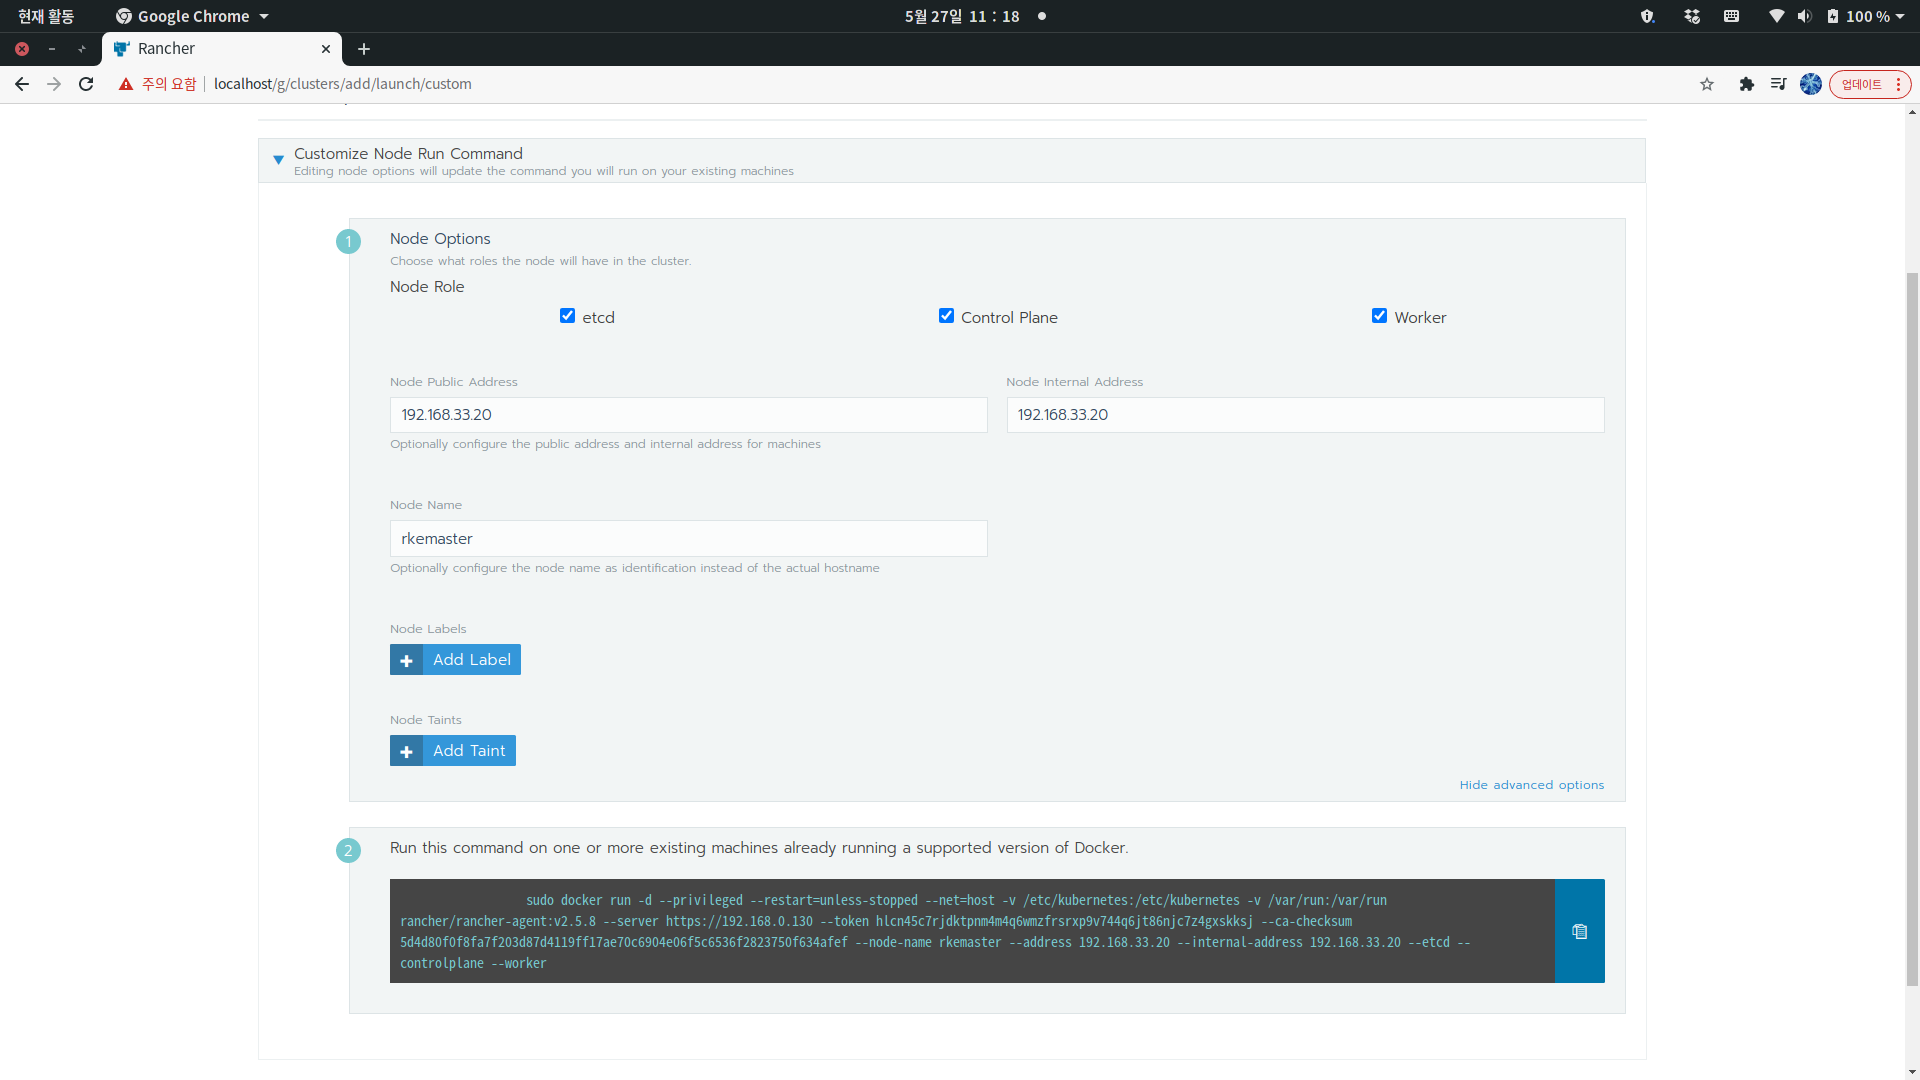 현재 활동
Google Chrome
5월 27일 11 : 18
100 %
Rancher
주의 요함
localhost/g/clusters/add/launch/custom
업데이트
Customize Node Run Command
Editing node options will update the command you will run on your existing machines
1
Node Options
Choose what roles the node will have in the cluster.
Node Role
etcd
Control Plane
Worker
Node Public Address
Node Internal Address
192.168.33.20
192.168.33.20
Optionally configure the public address and internal address for machines
Node Name
rkemaster
Optionally configure the node name as identification instead of the actual hostname
Node Labels
Add Label
Node Taints
Add Taint
Hide advanced options
2
Run this command on one or more existing machines already running a supported version of Docker.
sudo docker run -d --privileged --restart=unless-stopped --net=host -v /etc/kubernetes:/etc/kubernetes -v /var/run:/var/run
rancher/rancher-agent:v2.5.8 --server https://192.168.0.130 --token hlcn45c7rjdktpnm4m4q6wmzfrsrxp9v744q6jt86njc7z4gxskksj --ca-checksum
5d4d80f0f8fa7f203d87d4119ff17ae70c6904e06f5c6536f2823750f634afef --node-name rkemaster --address 192.168.33.20 --internal-address 192.168.33.20 --etcd --
controlplane --worker